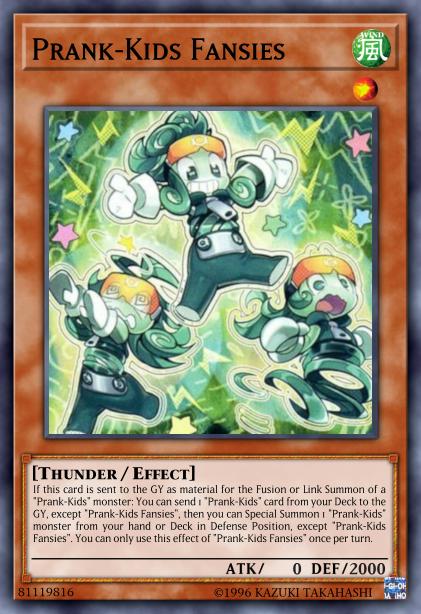 PRANK-KIDS FANSIES
WIND
風
[THUNDER / EFFECT]
If this card is sent to the GY as material for the Fusion or Link Summon of a
"Prank-Kids" monster: You can send 1 "Prank-Kids" card from your Deck to
the GY, except "Prank-Kids Fansies", then you can Special Summon 1 "Prank-Kids"
monster from your hand or Deck in Defense Position, except "Prank-Kids
Fansies". You can only use this effect of "Prank-Kids Fansies" once per turn.
ATK/ 0 DEF/2000
81119816 ©1996 KAZUKI TAKAHASHI